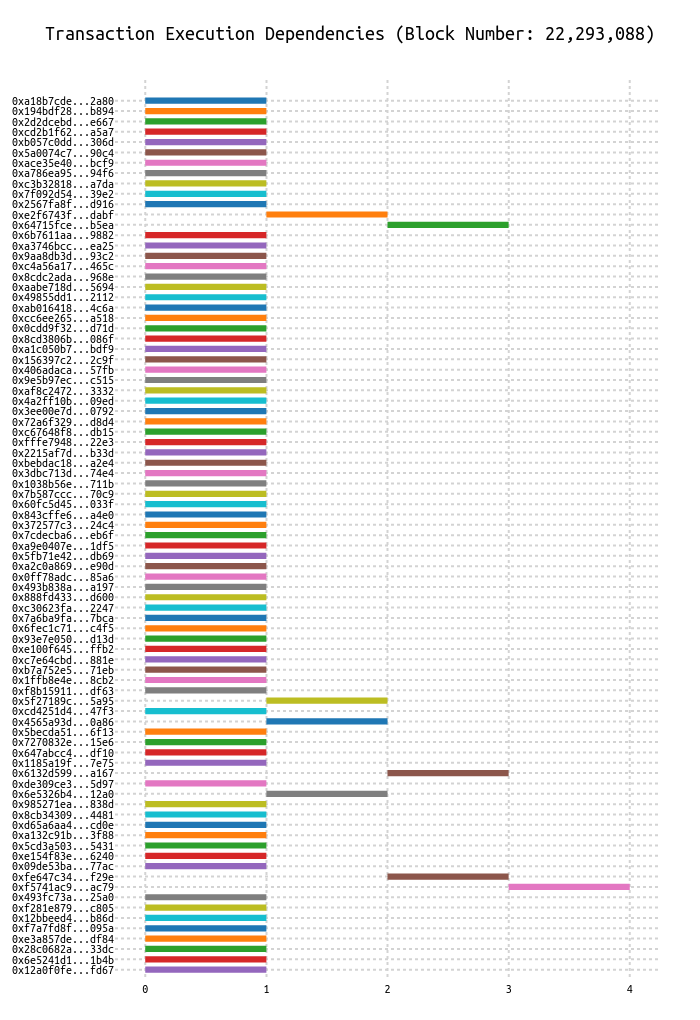 Transaction Execution Dependencies (Block Number: 22,293,088)
0xa18b7cde...2a80
0x194bdf28...b894
0x2d2dcebd...e667
0xcd2b1f62...a5a7
0xb057c0dd...306d
0x5a0074c7...90c4
0xace35e40...bcf9
0xa786ea95...94f6
0xc3b32818...a7da
0x7f092d54...39e2
0x2567fa8f...d916
0xe2f6743f...dabf
0x64715fce...b5ea
0x6b7611aa...9882
0xa3746bcc...ea25
0x9aa8db3d...93c2
0xc4a56a17...465c
0x8cdc2ada...968e
0xaabe718d...5694
0x49855dd1...2112
0xab016418...4c6a
0xcc6ee265...a518
0x0cdd9f32...d71d
0x8cd3806b...086f
0xa1c050b7...bdf9
0x156397c2...2c9f
0x406adaca...57fb
0x9e5b97ec...c515
0xaf8c2472...3332
0x4a2ff10b...09ed
0x3ee00e7d...0792
0x72a6f329...d8d4
0xc67648f8...db15
0xfffe7948...22e3
0x2215af7d...b33d
0xbebdac18...a2e4
0x3dbc713d...74e4
0x1038b56e...711b
0x7b587ccc...70c9
0x60fc5d45...033f
0x843cffe6...a4e0
0x372577c3...24c4
0x7cdecba6...eb6f
0xa9e0407e...1df5
0x5fb71e42...db69
0xa2c0a869...e90d
0x0ff78adc...85a6
0x493b838a...a197
0x888fd433...d600
0xc30623fa...2247
0x7a6ba9fa...7bca
0x6fec1c71...c4f5
0x93e7e050...d13d
0xe100f645...ffb2
0xc7e64cbd...881e
0xb7a752e5...71eb
0x1ffb8e4e...8cb2
0xf8b15911...df63
0x5f27189c...5a95
0xcd4251d4...47f3
0x4565a93d...0a86
0x5becda51...6f13
0x7270832e...15e6
0x647abcc4...df10
0x1185a19f...7e75
0x6132d599...a167
0xde309ce3...5d97
0x6e5326b4...12a0
0x985271ea...838d
0x8cb34309...4481
0xd65a6aa4...cd0e
0xa132c91b...3f88
0x5cd3a503...5431
0xe154f83e...6240
0x09de53ba...77ac
0xfe647c34...f29e
0xf5741ac9...ac79
0x493fc73a...25a0
0xf281e879...c805
0x12bbeed4...b86d
0xf7a7fd8f...095a
0xe3a857de...df84
0x28c0682a...33dc
0x6e5241d1...1b4b
0x12a0f0fe...fd67
0 1 2 3 4